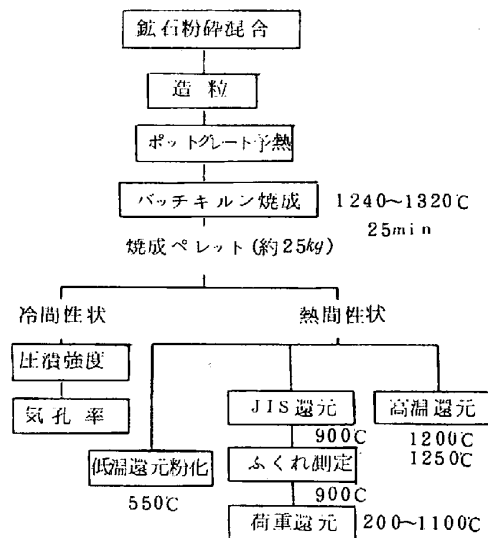 鉱石粉砕混合
造粒
ポットグレート予熱
バッチキルン焼成 1240~1320℃
25min
焼成ペレット(約25kg)
冷間性状 熱間性状
圧潰強度
気孔率
JIS還元 高温還元
900℃ 1200℃
1250℃
低温還元粉化 ふくれ測定
550℃ 900℃
荷重還元 200~1100℃